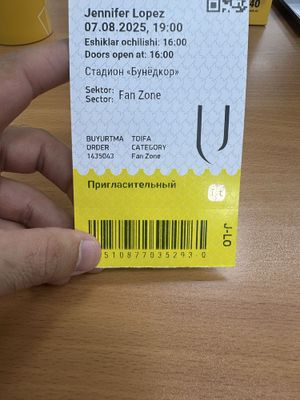 40
Jennifer Lopez
07.08.2025, 19:00
Eshiklar ochilishi: 16:00
Doors open at: 16:00
Стадион «Бунёдкор»
Sektor:
Sector: Fan Zone
BUYURTMA TOIFA
ORDER CATEGORY
1435043 Fan Zone
Пригласительный
J-LO
510877035293-0